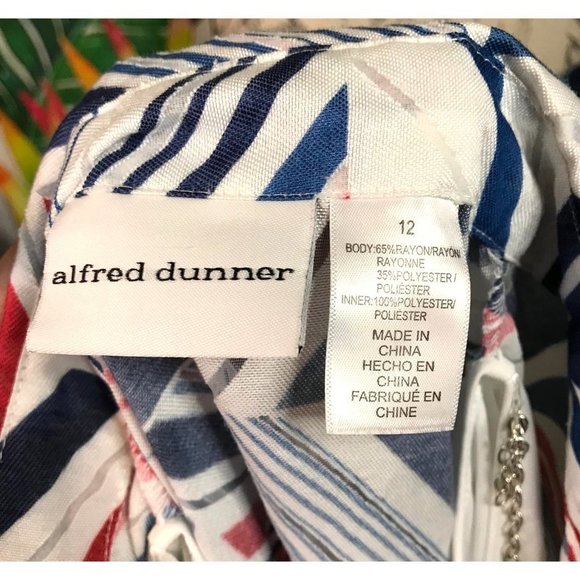 alfred dunner
12
BODY:65%RAYON/RAYÓN/
RAYONNE
35%POLYESTER/
POLIÉSTER
INNER:100%POLYESTER/
POLIÉSTER
MADE IN
CHINA
HECHO EN
CHINA
FABRIQUÉ EN
CHINE